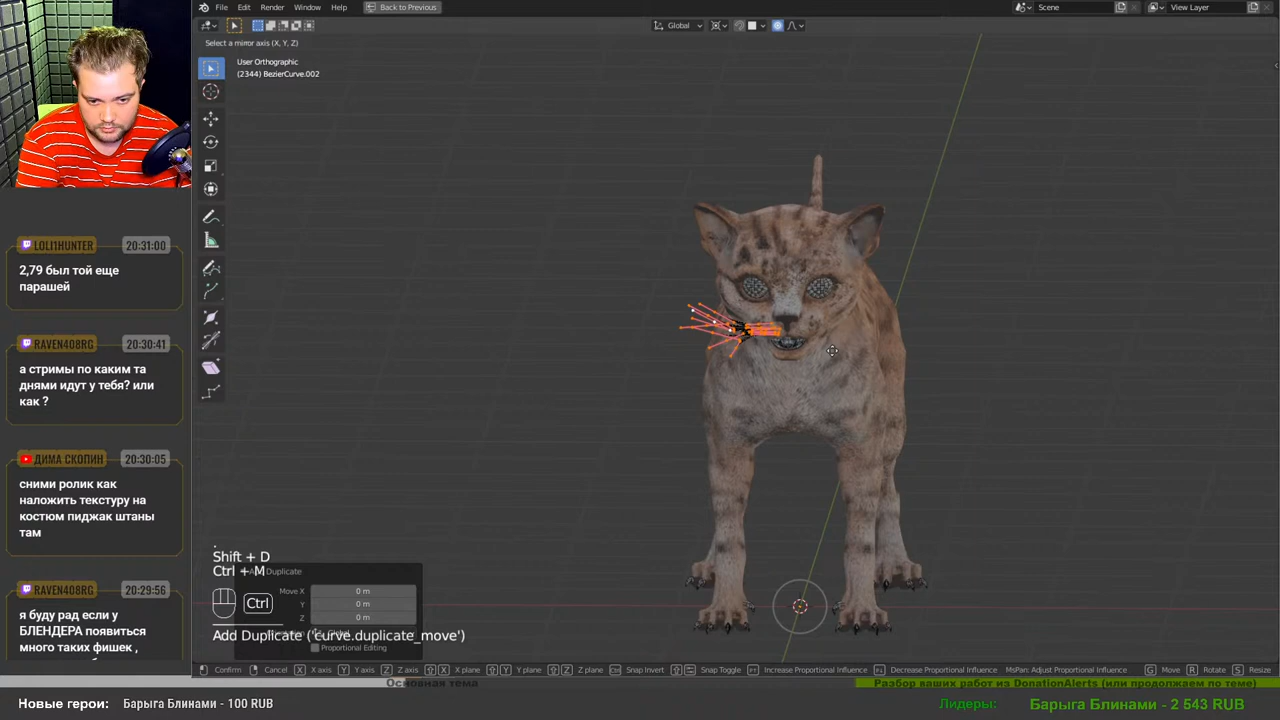 File Edit Render Window Help Back to Previous Scene View Layer
Global
Select a mirror axis (X, Y, Z)
User Orthographic
(2344) BezierCurve.002
LOLI1HUNTER 20:31:00
2,79 был той еще
парашей
RAVEN408RG 20:30:41
а стримы по каким та
днями идут у тебя? или
как ?
ДИМА СКОПИН 20:30:05
сними ролик как
наложить текстуру на
костюм пиджак штаны
там
RAVEN408RG 20:29:56
я буду рад если у
БЛЕНДЕРА появиться
много таких фишек ,
Shift + D
Ctrl + M
Duplicate
Move X 0 m
Y 0 m
Z 0 m
Ctrl
Add Duplicate ('curve.duplicate_move')
Proportional Editing
Confirm Cancel X X axis Y Y axis Z Z axis X X plane Y Y plane Z Z plane Snap Invert Snap Toggle Increase Proportional Influence Decrease Proportional Influence MsPan: Adjust Proportional Influence G Move R Rotate S Resize
Основная тема
Разбор ваших работ из DonationAlerts (или продолжаем по теме)
Новые герои: Барыга Блинами - 100 RUB
Лидеры: Барыга Блинами - 2 543 RUB